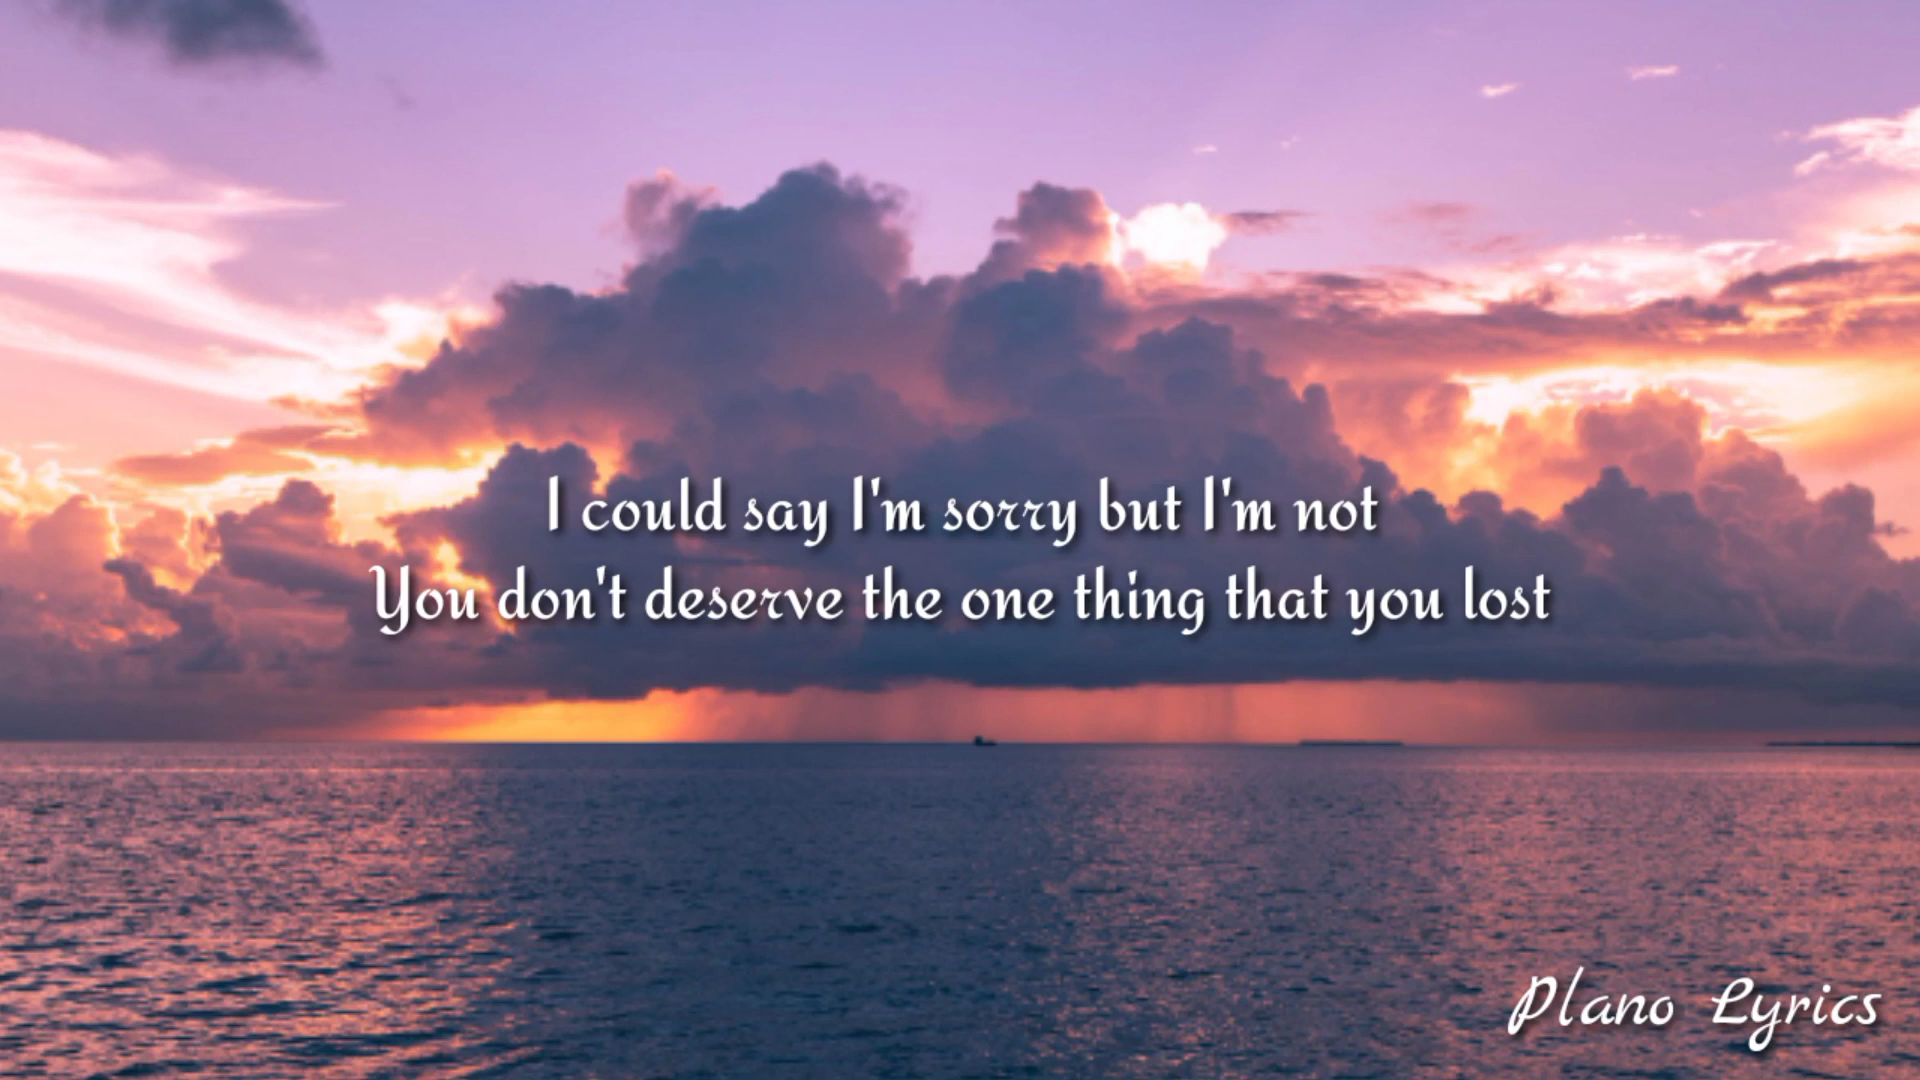 I could say I'm sorry but I'm not
You don't deserve the one thing that you lost
Plano Lyrics